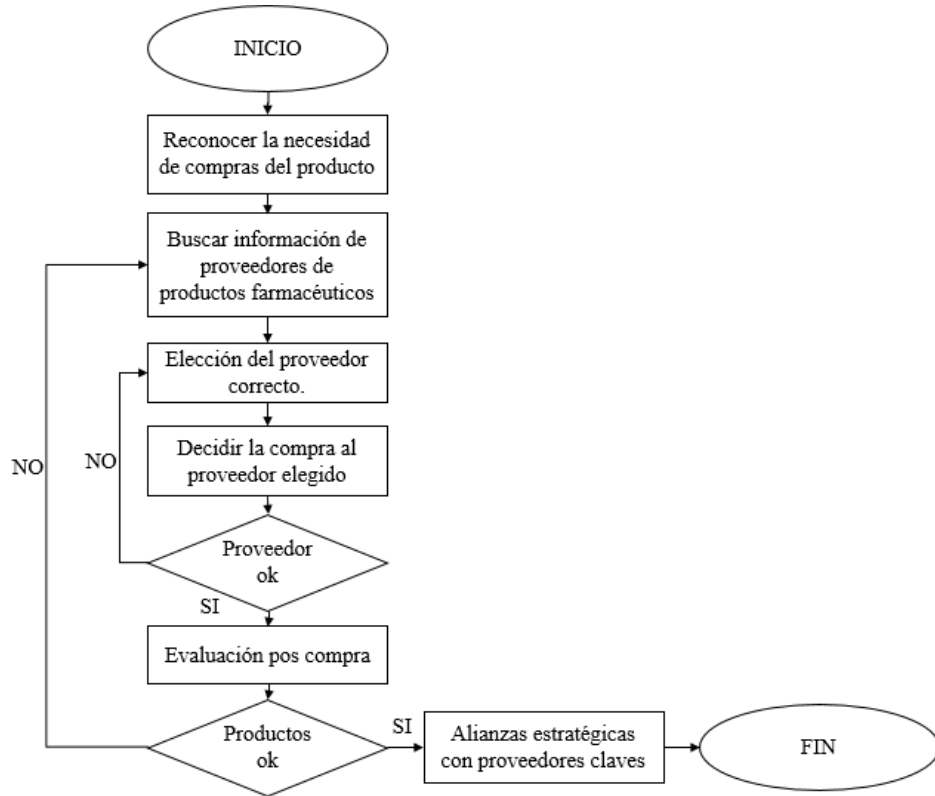 INICIO
Reconocer la necesidad
de compras del producto
Buscar información de
proveedores de
productos farmacéuticos
Elección del proveedor
correcto.
Decidir la compra al
proveedor elegido
NO
NO
Proveedor
ok
SI
Evaluación pos compra
Productos
ok
SI
Alianzas estratégicas
con proveedores claves
FIN